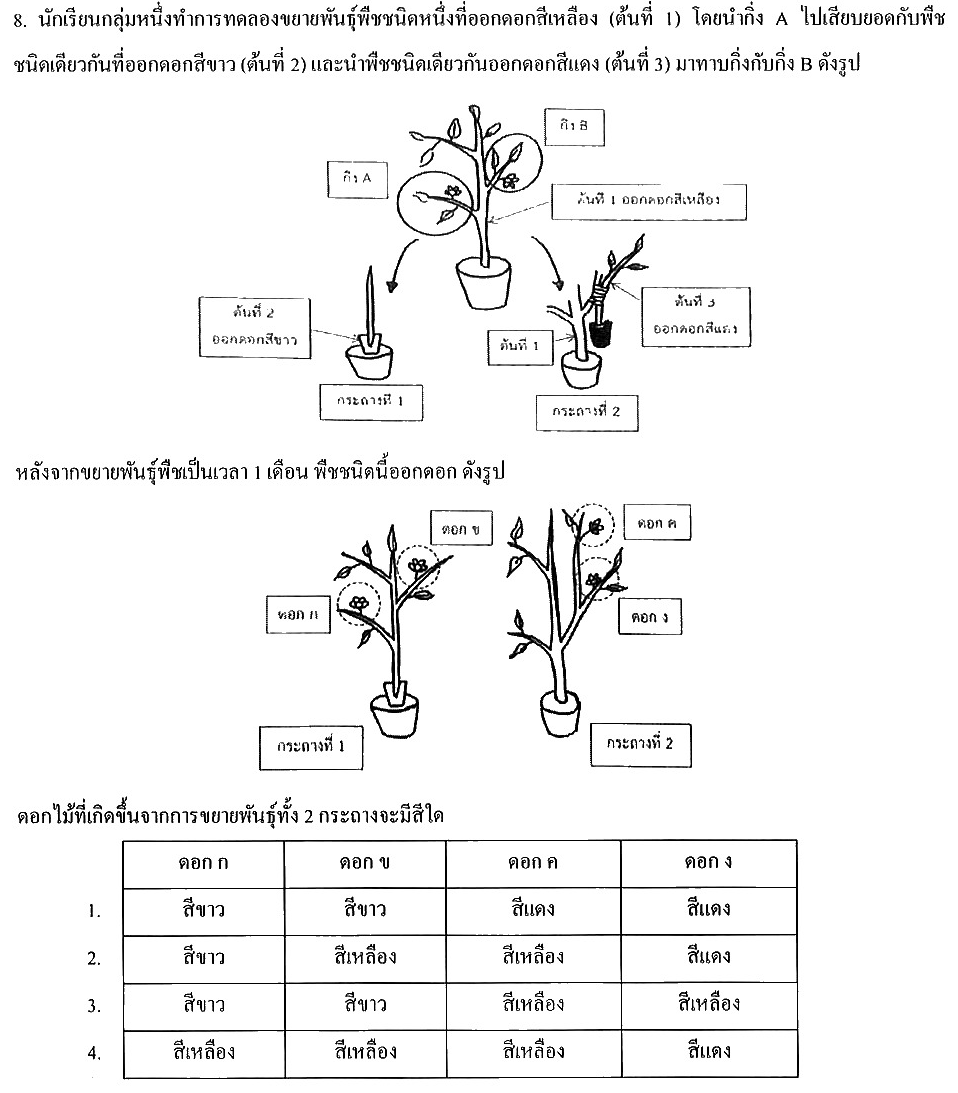 8. นักเรียนกลุ่มหนึ่งทำการทดลองขยายพันธุ์พืชชนิดหนึ่งที่ออกดอกสีเหลือง (ต้นที่ 1) โดยนำกิ่ง A ไปเสียบยอดกับพืช
ชนิดเดียวกันที่ออกดอกสีขาว (ต้นที่ 2) และนำพืชชนิดเดียวกันออกดอกสีแดง (ต้นที่ 3) มาทาบกิ่งกับกิ่ง B ดังรูป
กิ่ง B
กิ่ง A
ต้นที่ 1 ออกดอกสีเหลือง
ต้นที่ 2
ออกดอกสีขาว
ต้นที่ 3
ออกดอกสีแดง
ต้นที่ 1
กระถางที่ 1
กระถางที่ 2
หลังจากขยายพันธุ์พืชเป็นเวลา 1 เดือน พืชชนิดนี้ออกดอก ดังรูป
ดอก ข
ดอก ค
ดอก ก
ดอก ง
กระถางที่ 1
กระถางที่ 2
ดอกไม้ที่เกิดขึ้นจากการขยายพันธุ์ทั้ง 2 กระถางจะมีสีใด
ดอก ก ดอก ข ดอก ค ดอก ง
1. สีขาว สีขาว สีแดง สีแดง
2. สีขาว สีเหลือง สีเหลือง สีแดง
3. สีขาว สีขาว สีเหลือง สีเหลือง
4. สีเหลือง สีเหลือง สีเหลือง สีแดง